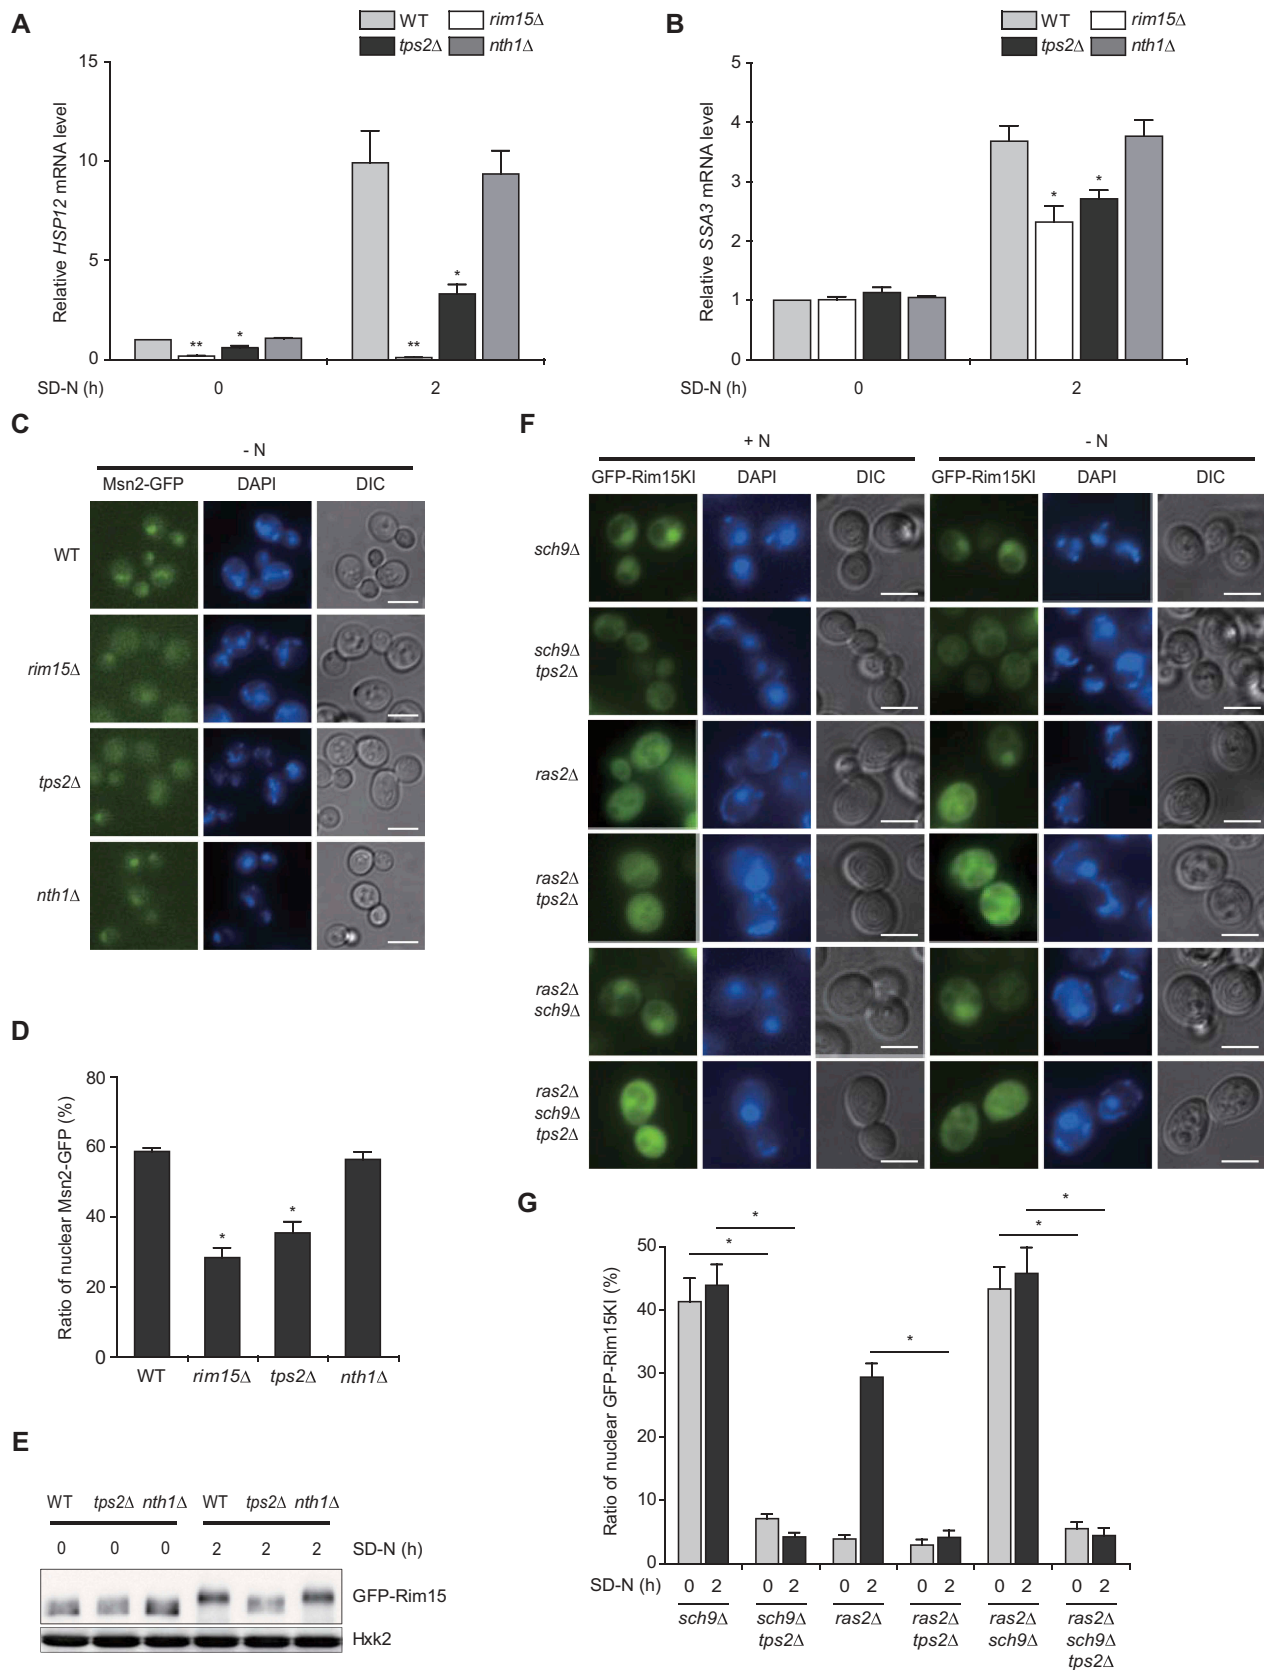 A
WT rim15Δ
tps2Δ nth1Δ
Relative HSP12 mRNA level
15
10
5
0
** * ** *
SD-N (h) 0 2
B
WT rim15Δ
tps2Δ nth1Δ
Relative SSA3 mRNA level
5
4
3
2
1
0
* *
SD-N (h) 0 2
C
- N
Msn2-GFP DAPI DIC
WT
rim15Δ
tps2Δ
nth1Δ
D
Ratio of nuclear Msn2-GFP (%)
80
60
40
20
0
* *
WT rim15Δ tps2Δ nth1Δ
E
WT tps2Δ nth1Δ WT tps2Δ nth1Δ
0 0 0 2 2 2 SD-N (h)
GFP-Rim15
Hxk2
F
+ N - N
GFP-Rim15KI DAPI DIC GFP-Rim15KI DAPI DIC
sch9Δ
sch9Δ
tps2Δ
ras2Δ
ras2Δ
tps2Δ
ras2Δ
sch9Δ
ras2Δ
sch9Δ
tps2Δ
G
Ratio of nuclear GFP-Rim15KI (%)
50
40
30
20
10
0
* * * * *
SD-N (h) 0 2 0 2 0 2 0 2 0 2 0 2
sch9Δ sch9Δ ras2Δ ras2Δ ras2Δ ras2Δ
tps2Δ tps2Δ sch9Δ sch9Δ
tps2Δ